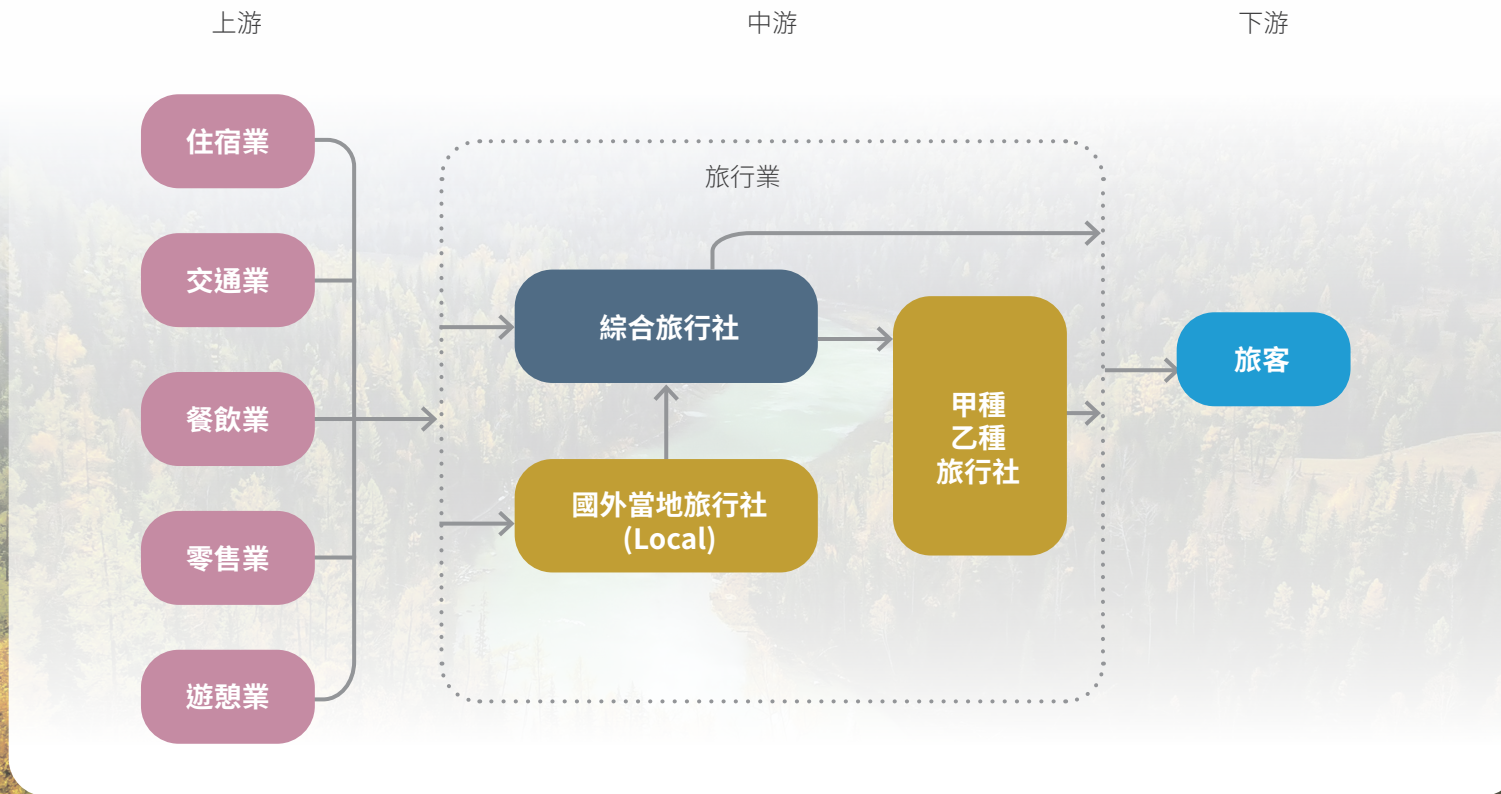 上游
中游
下游
住宿業
交通業
餐飲業
零售業
遊憩業
旅行業
綜合旅行社
國外當地旅行社
(Local)
甲種
乙種
旅行社
旅客